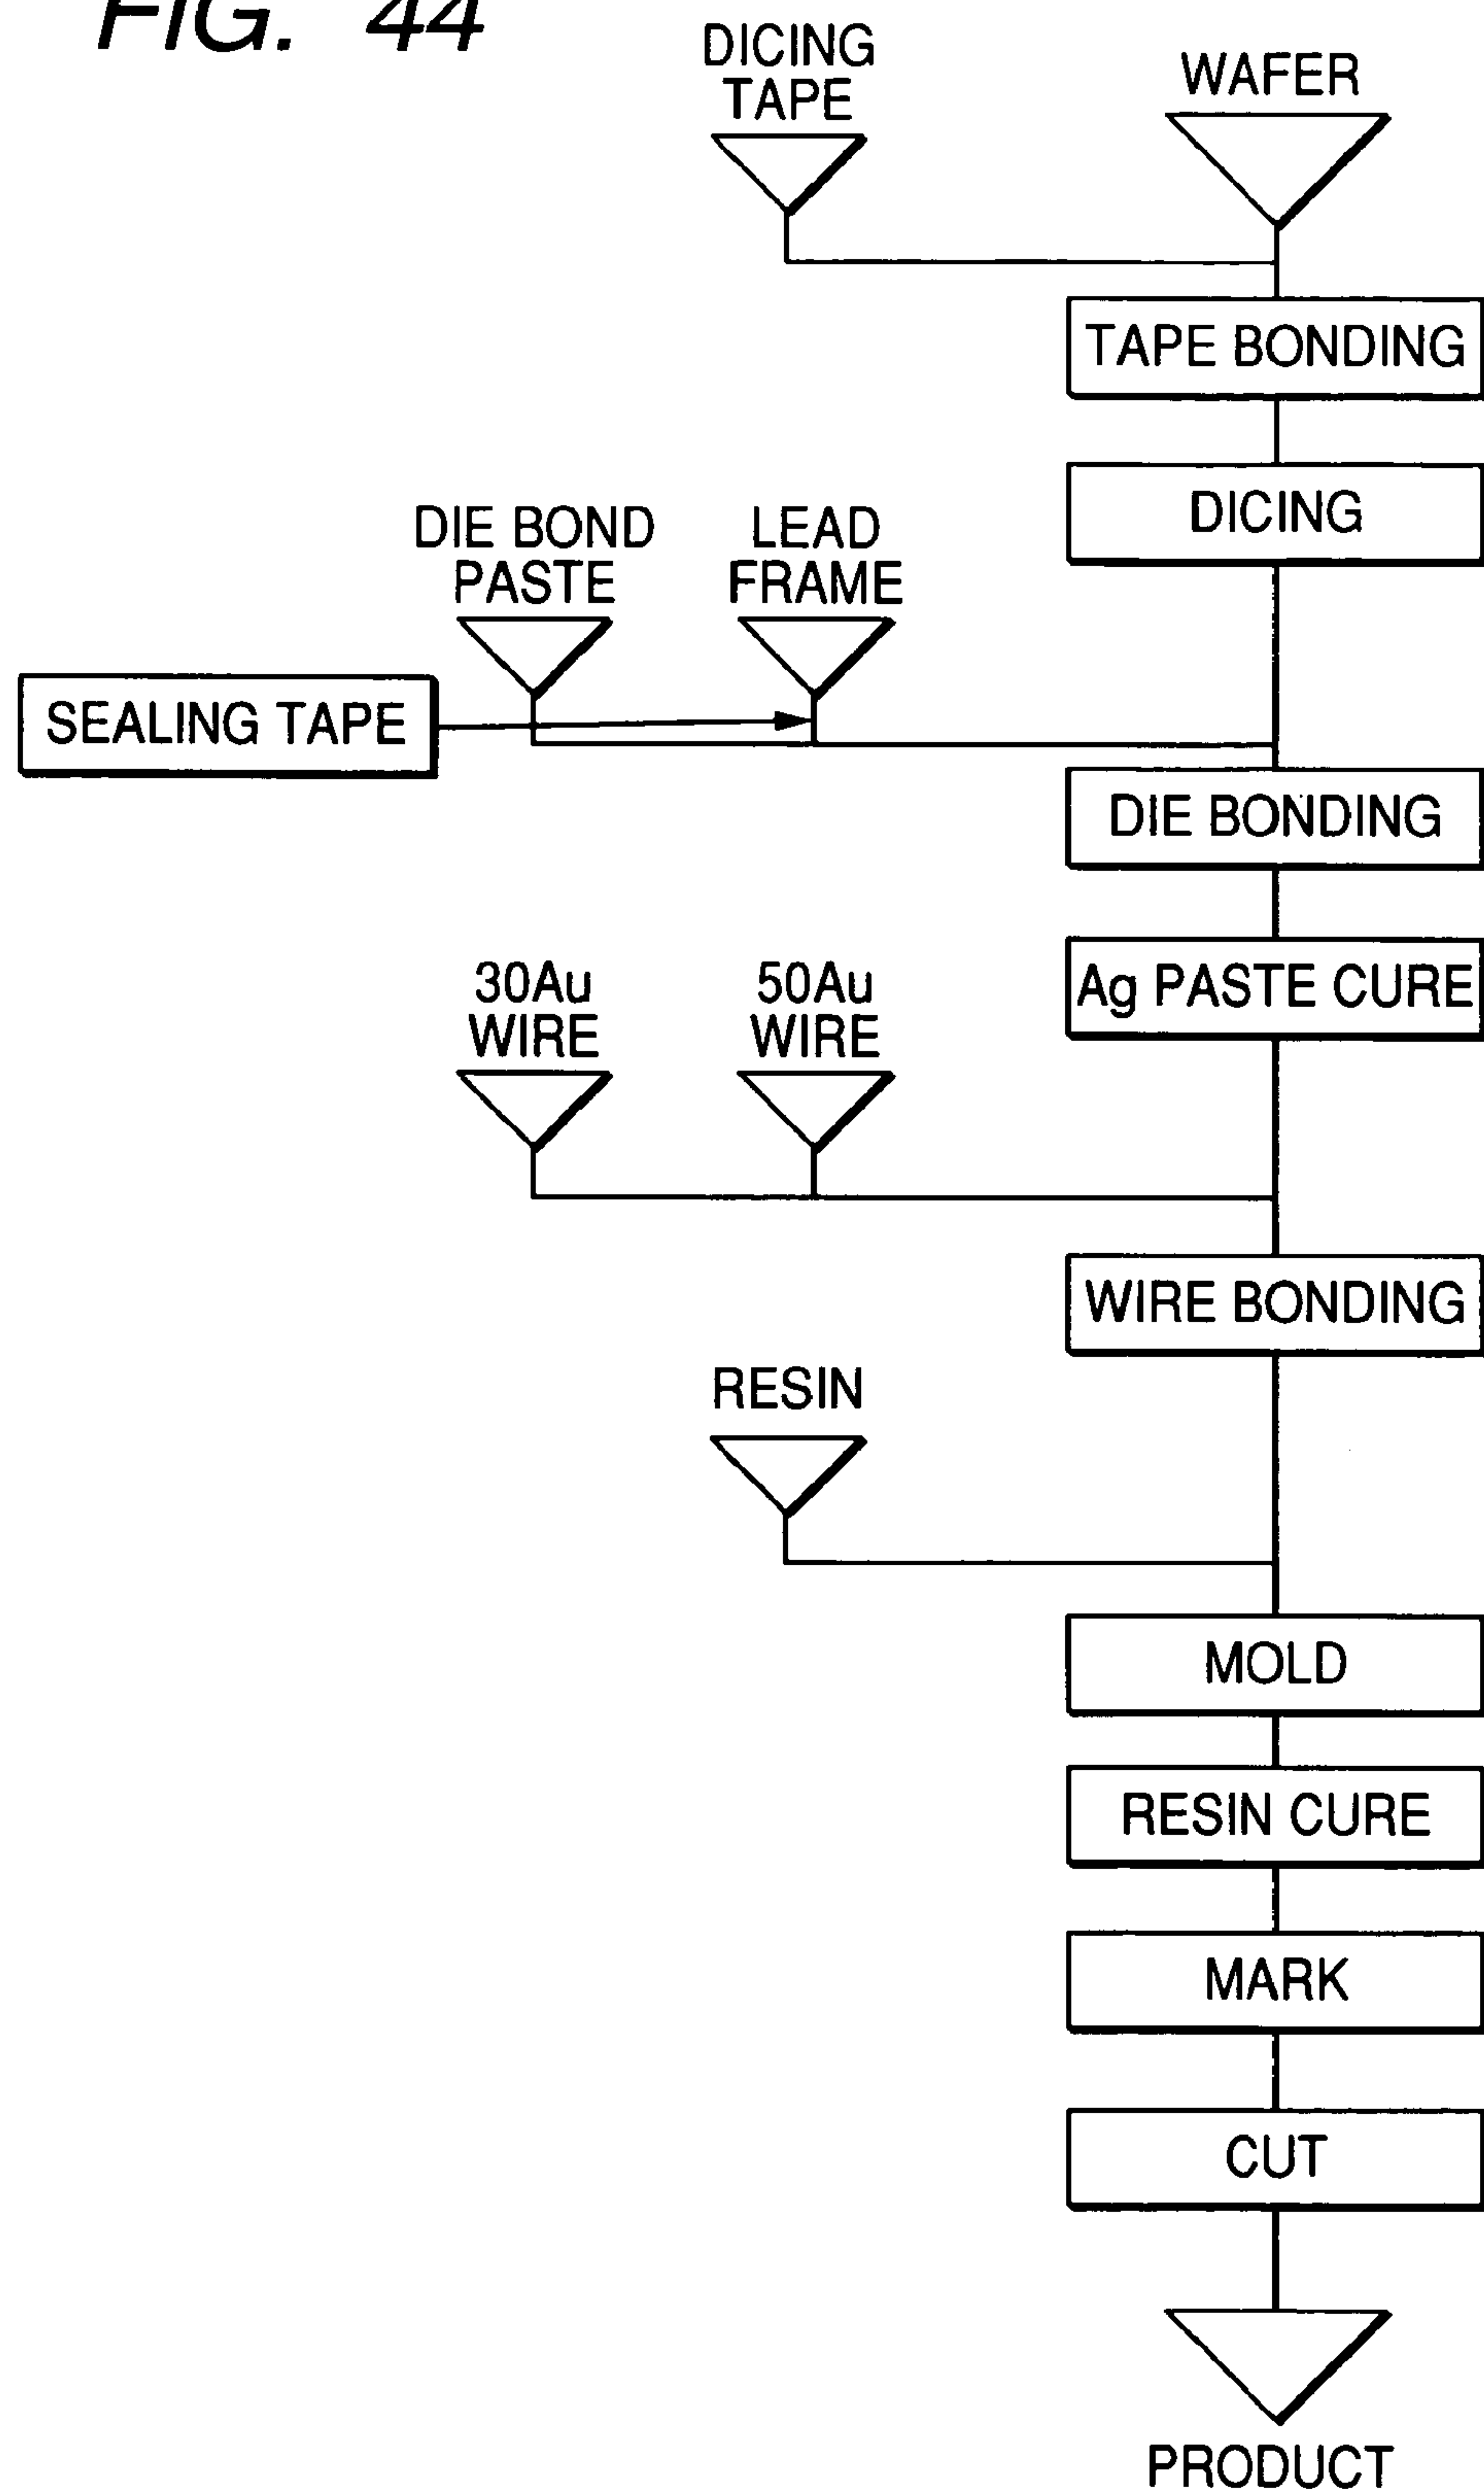 FIG. 44
DICING
TAPE
WAFER
TAPE BONDING
DICING
DIE BOND
PASTE
LEAD
FRAME
SEALING TAPE
DIE BONDING
Ag PASTE CURE
30Au
WIRE
50Au
WIRE
WIRE BONDING
RESIN
MOLD
RESIN CURE
MARK
CUT
PRODUCT